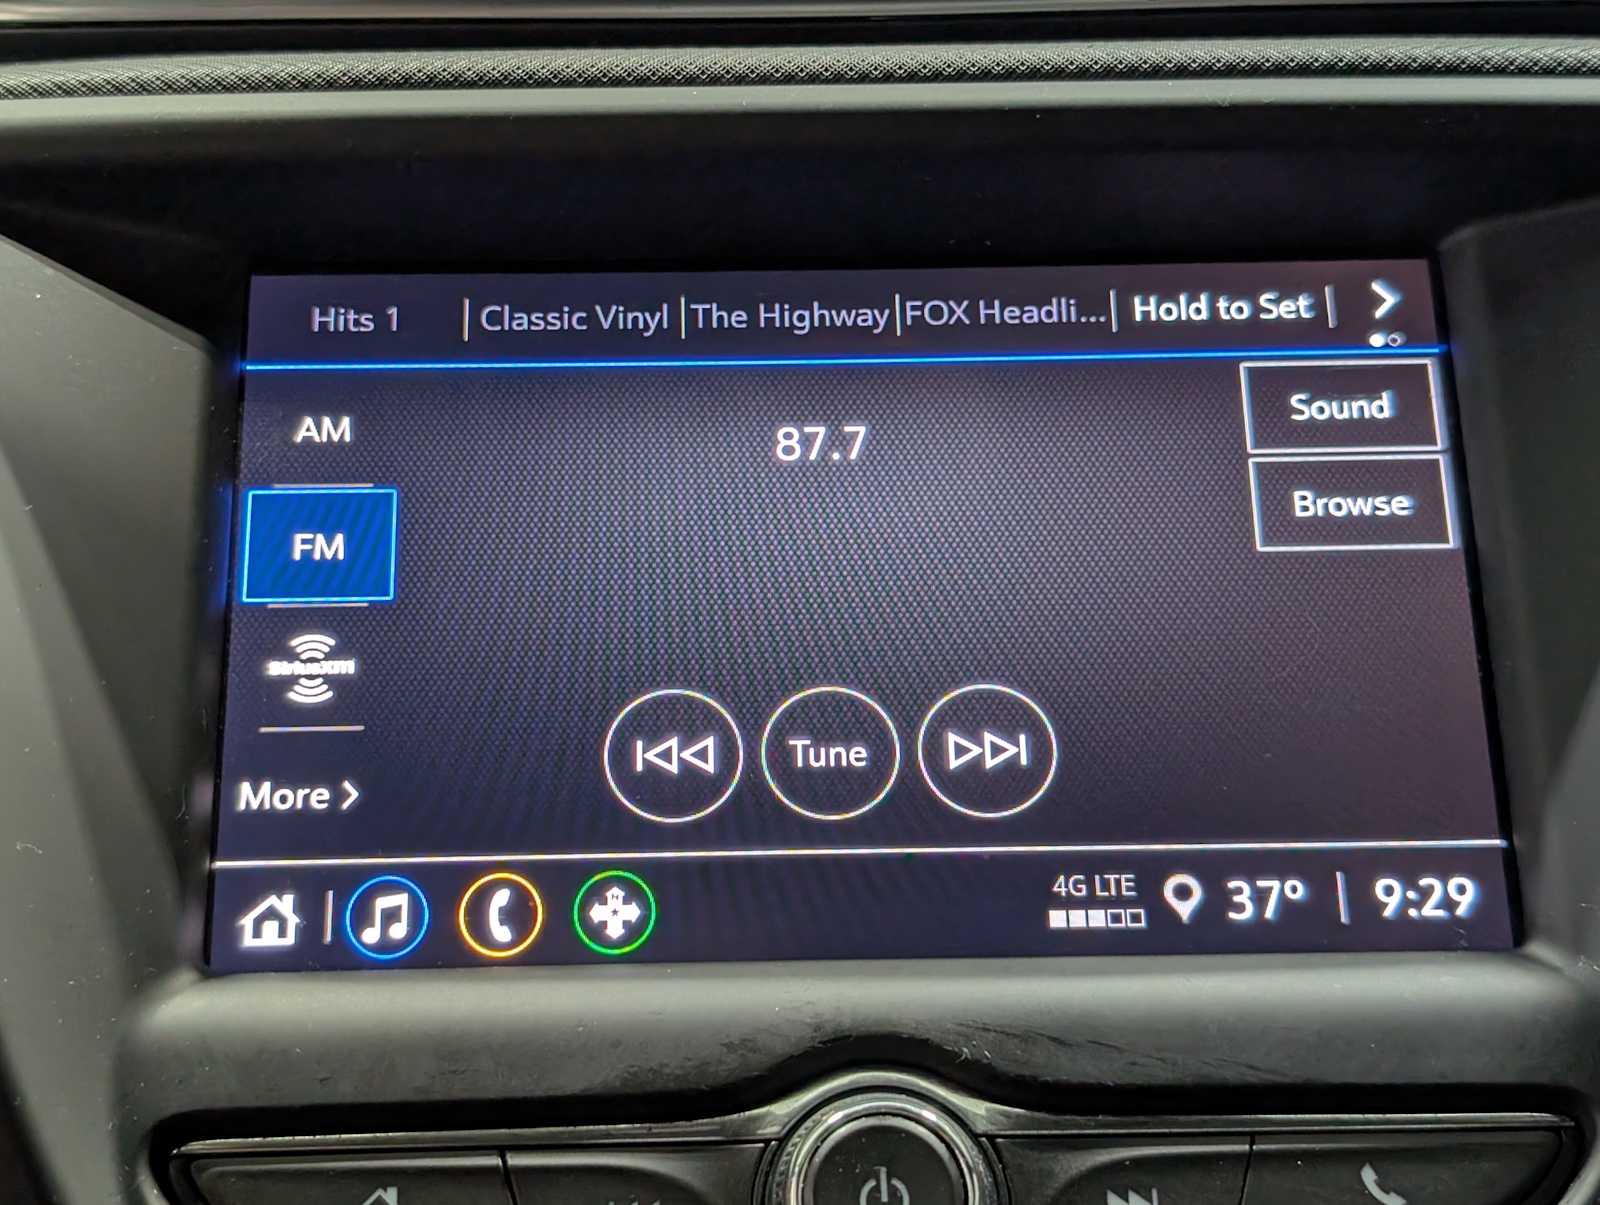 Hits 1 | Classic Vinyl | The Highway | FOX Headli... | Hold to Set |
AM
87.7
Sound
FM
Browse
SiriusXM
Tune
More >
4G LTE
37° | 9:29
N